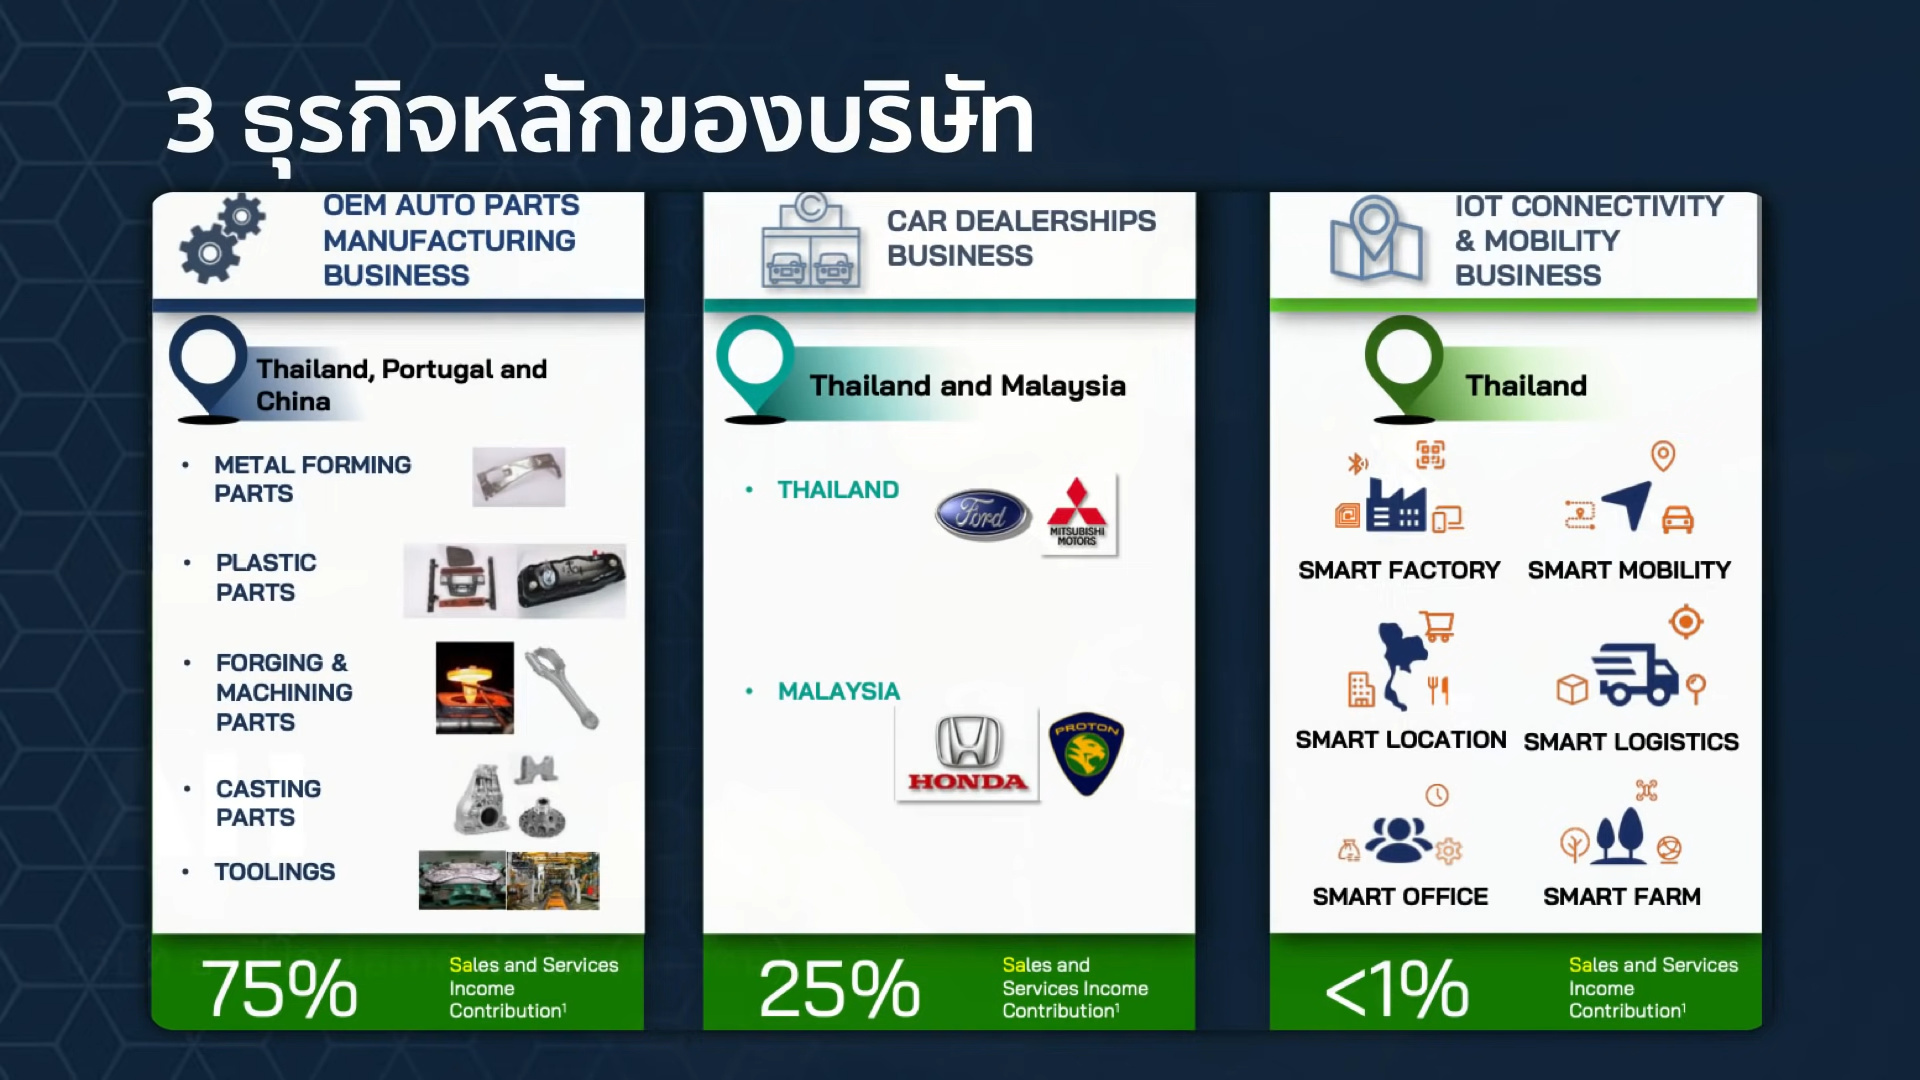 3 ธุรกิจหลักของบริษัท
OEM AUTO PARTS
MANUFACTURING
BUSINESS
Thailand, Portugal and
China
• METAL FORMING
PARTS
• PLASTIC
PARTS
• FORGING &
MACHINING
PARTS
• CASTING
PARTS
• TOOLINGS
75%
Sales and Services
Income
Contribution¹
CAR DEALERSHIPS
BUSINESS
Thailand and Malaysia
• THAILAND
Ford
MITSUBISHI
MOTORS
• MALAYSIA
HONDA
PROTON
25%
Sales and
Services Income
Contribution¹
IOT CONNECTIVITY
& MOBILITY
BUSINESS
Thailand
SMART FACTORY
SMART MOBILITY
SMART LOCATION
SMART LOGISTICS
SMART OFFICE
SMART FARM
<1%
Sales and Services
Income
Contribution¹